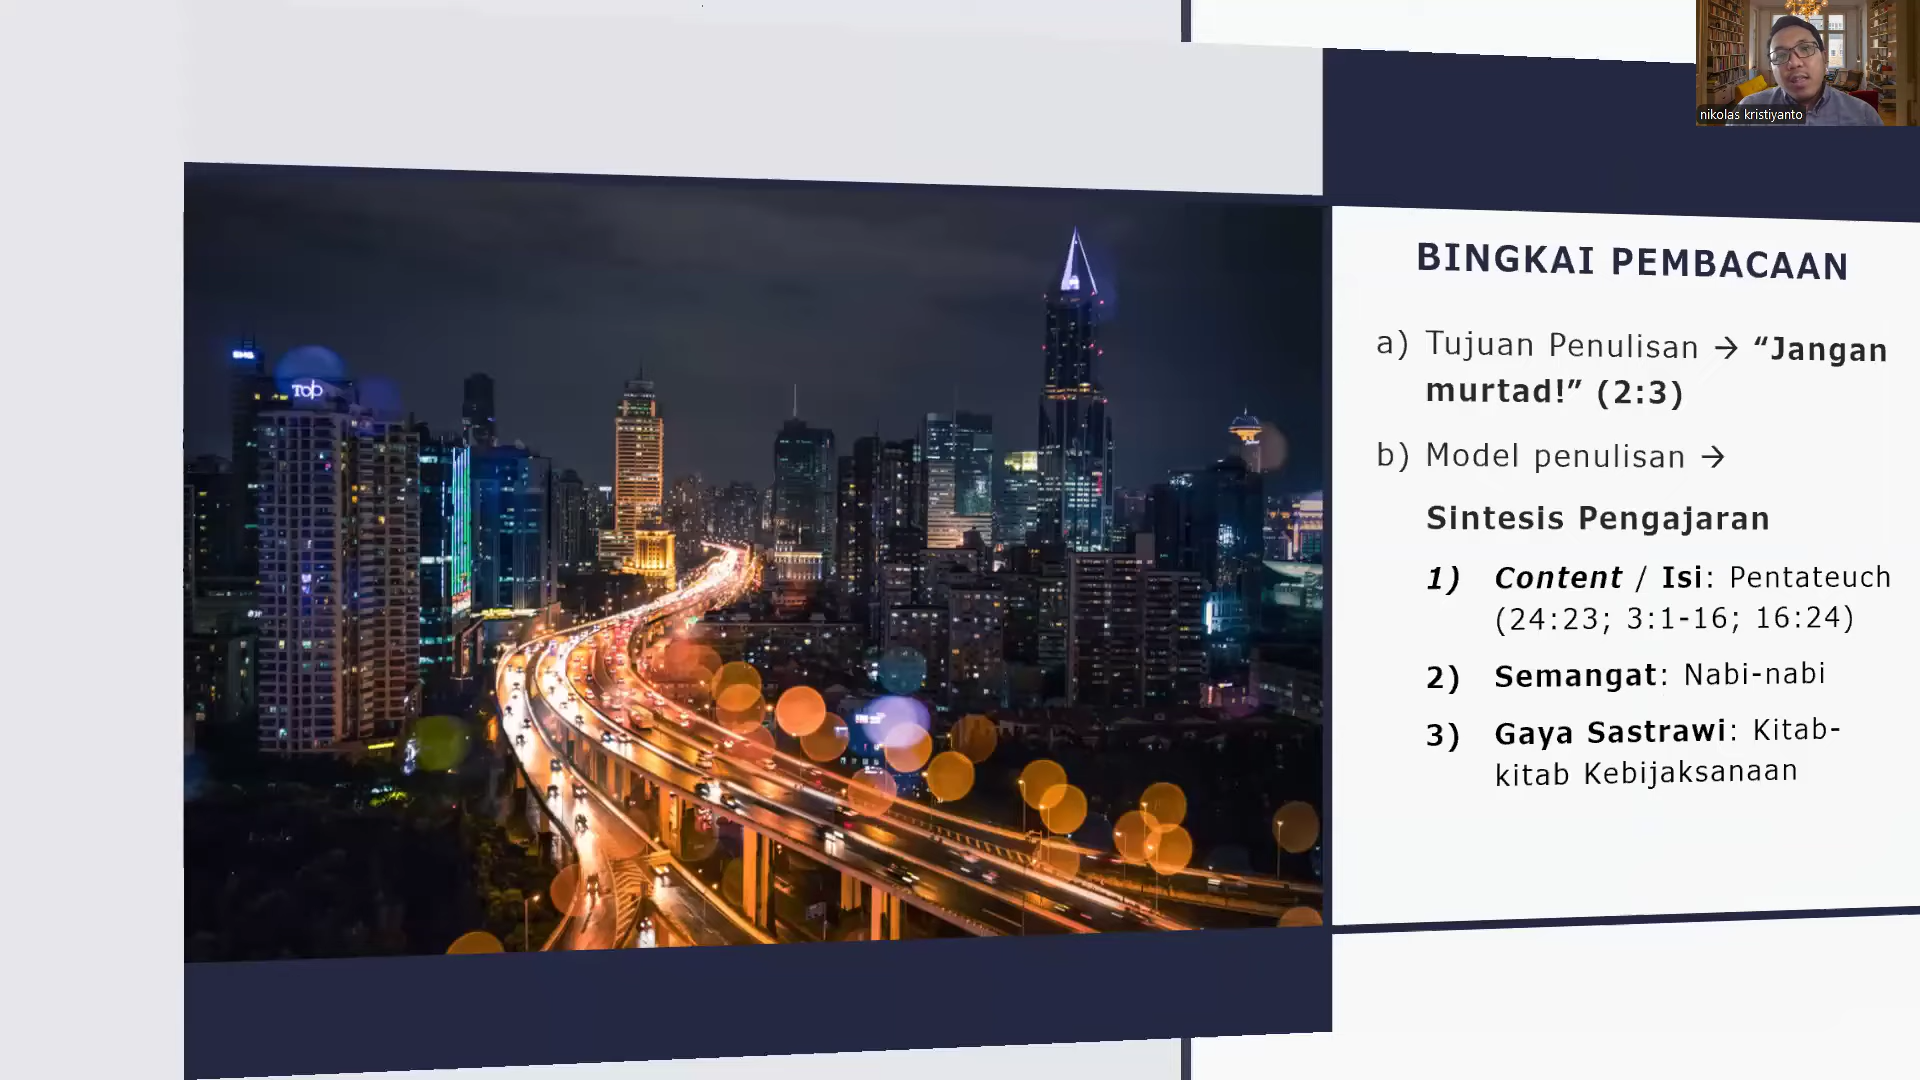 nikolas kristiyanto
TOP
BINGKAI PEMBACAAN
a) Tujuan Penulisan → “Jangan
murtad!” (2:3)
b) Model penulisan →
Sintesis Pengajaran
1) Content / Isi: Pentateuch
(24:23; 3:1-16; 16:24)
2) Semangat: Nabi-nabi
3) Gaya Sastrawi: Kitab-
kitab Kebijaksanaan